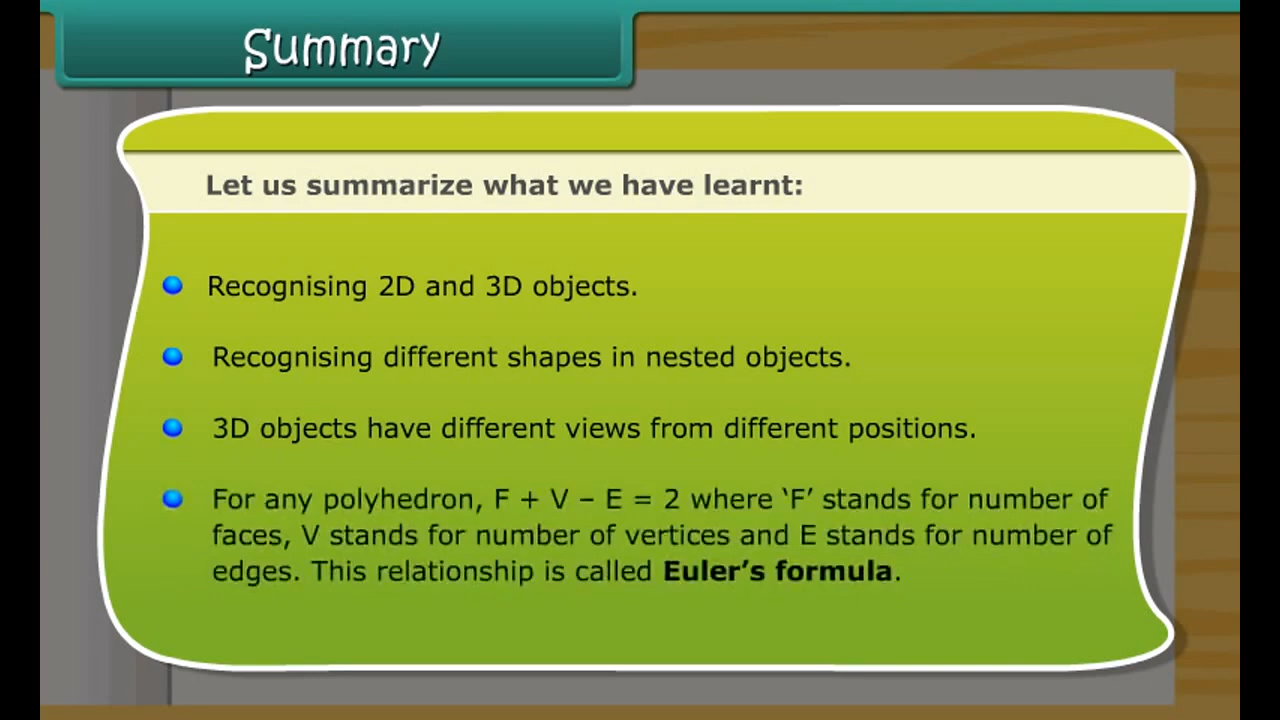 Summary
Let us summarize what we have learnt:
Recognising 2D and 3D objects.
Recognising different shapes in nested objects.
3D objects have different views from different positions.
For any polyhedron, F + V – E = 2 where ‘F’ stands for number of
faces, V stands for number of vertices and E stands for number of
edges. This relationship is called Euler’s formula.